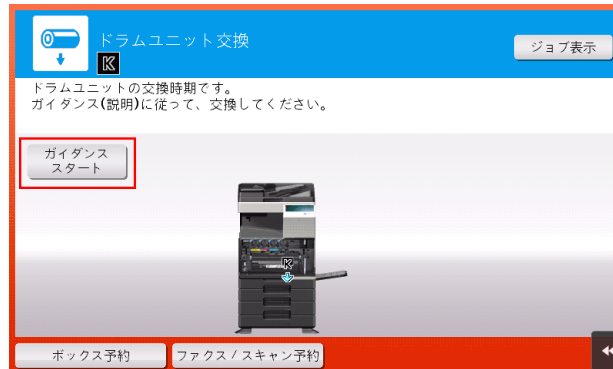 ドラムユニット交換
K
ジョブ表示
ドラムユニットの交換時期です。
ガイダンス(説明)に従って、交換してください。
ガイダンス
スタート
K
ボックス予約
ファクス / スキャン予約